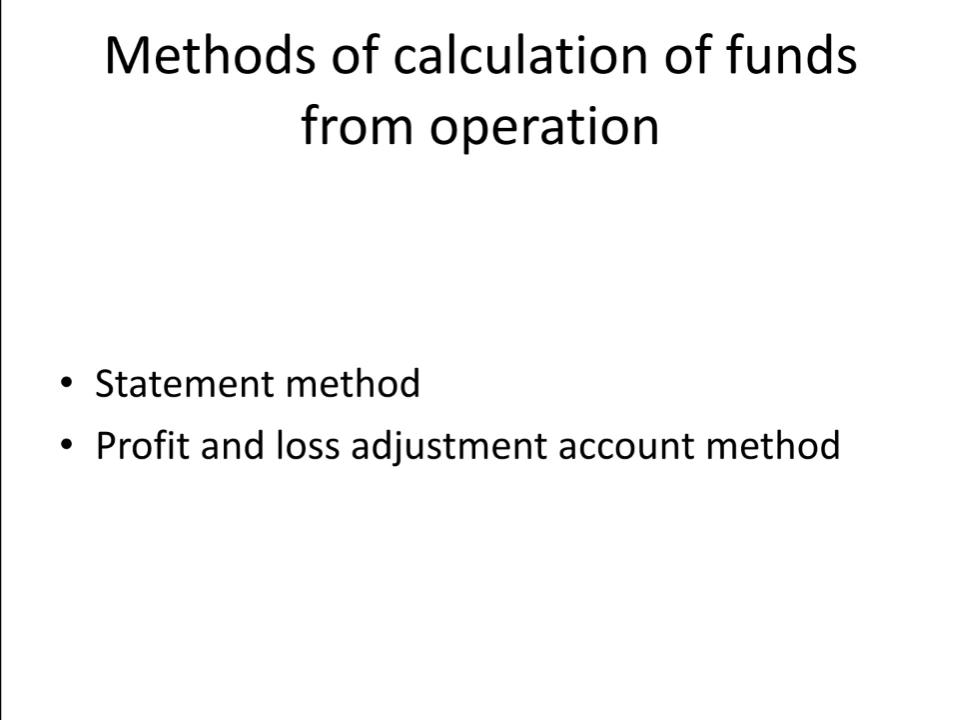 Methods of calculation of funds
from operation
• Statement method
• Profit and loss adjustment account method